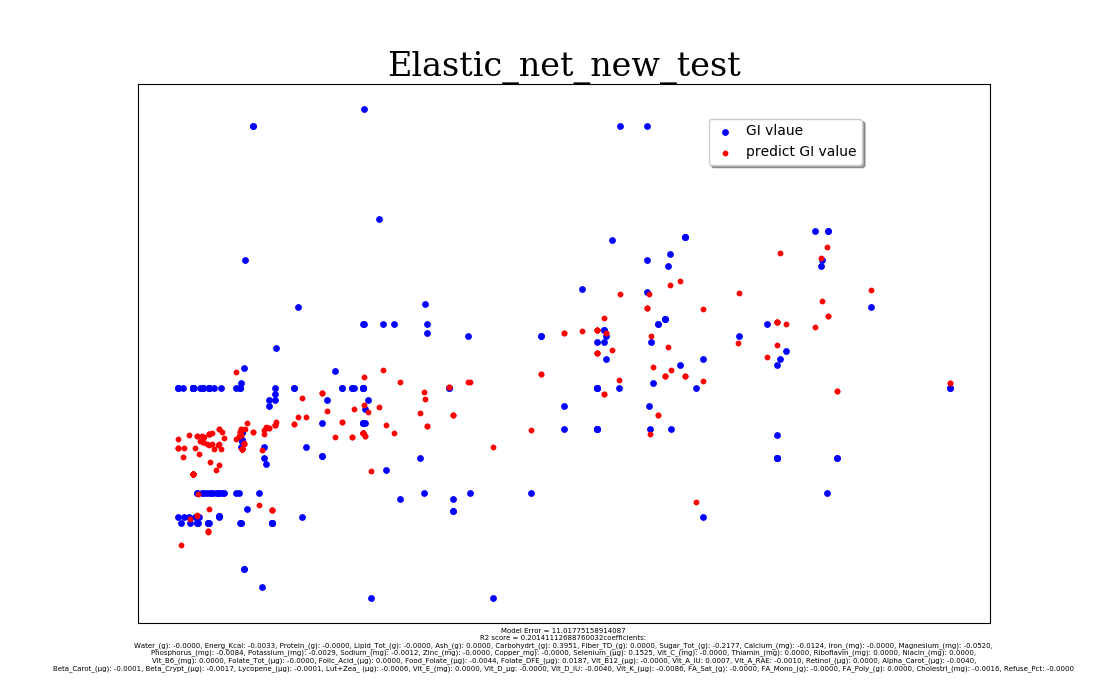 Elastic_net_new_test
GI vlaue
predict GI value
Model Error = 11.01775158914087
R2 score = 0.20141112688760032coefficients:
Water_(g): -0.0000, Energ_Kcal: -0.0033, Protein_(g): -0.0000, Lipid_Tot_(g): -0.0000, Ash_(g): 0.0000, Carbohydrt_(g): 0.3951, Fiber_TD_(g): 0.0000, Sugar_Tot_(g): -0.2177, Calcium_(mg): -0.0124, Iron_(mg): -0.0000, Magnesium_(mg): -0.0520,
Phosphorus_(mg): -0.0084, Potassium_(mg): -0.0029, Sodium_(mg): -0.0012, Zinc_(mg): -0.0000, Copper_mg): -0.0000, Selenium_(µg): 0.1525, Vit_C_(mg): -0.0000, Thiamin_(mg): 0.0000, Riboflavin_(mg): 0.0000, Niacin_(mg): 0.0000,
Vit_B6_(mg): 0.0000, Folate_Tot_(µg): -0.0000, Folic_Acid_(µg): 0.0000, Food_Folate_(µg): -0.0044, Folate_DFE_(µg): 0.0187, Vit_B12_(µg): -0.0000, Vit_A_IU: 0.0007, Vit_A_RAE: -0.0010, Retinol_(µg): 0.0000, Alpha_Carot_(µg): -0.0040,
Beta_Carot_(µg): -0.0001, Beta_Crypt_(µg): -0.0017, Lycopene_(µg): -0.0001, Lut+Zea_ (µg): -0.0006, Vit_E_(mg): 0.0000, Vit_D_µg: -0.0000, Vit_D_IU: -0.0040, Vit_K_(µg): -0.0086, FA_Sat_(g): -0.0000, FA_Mono_(g): -0.0000, FA_Poly_(g): 0.0000, Cholestrl_(mg): -0.0016, Refuse_Pct: -0.0000